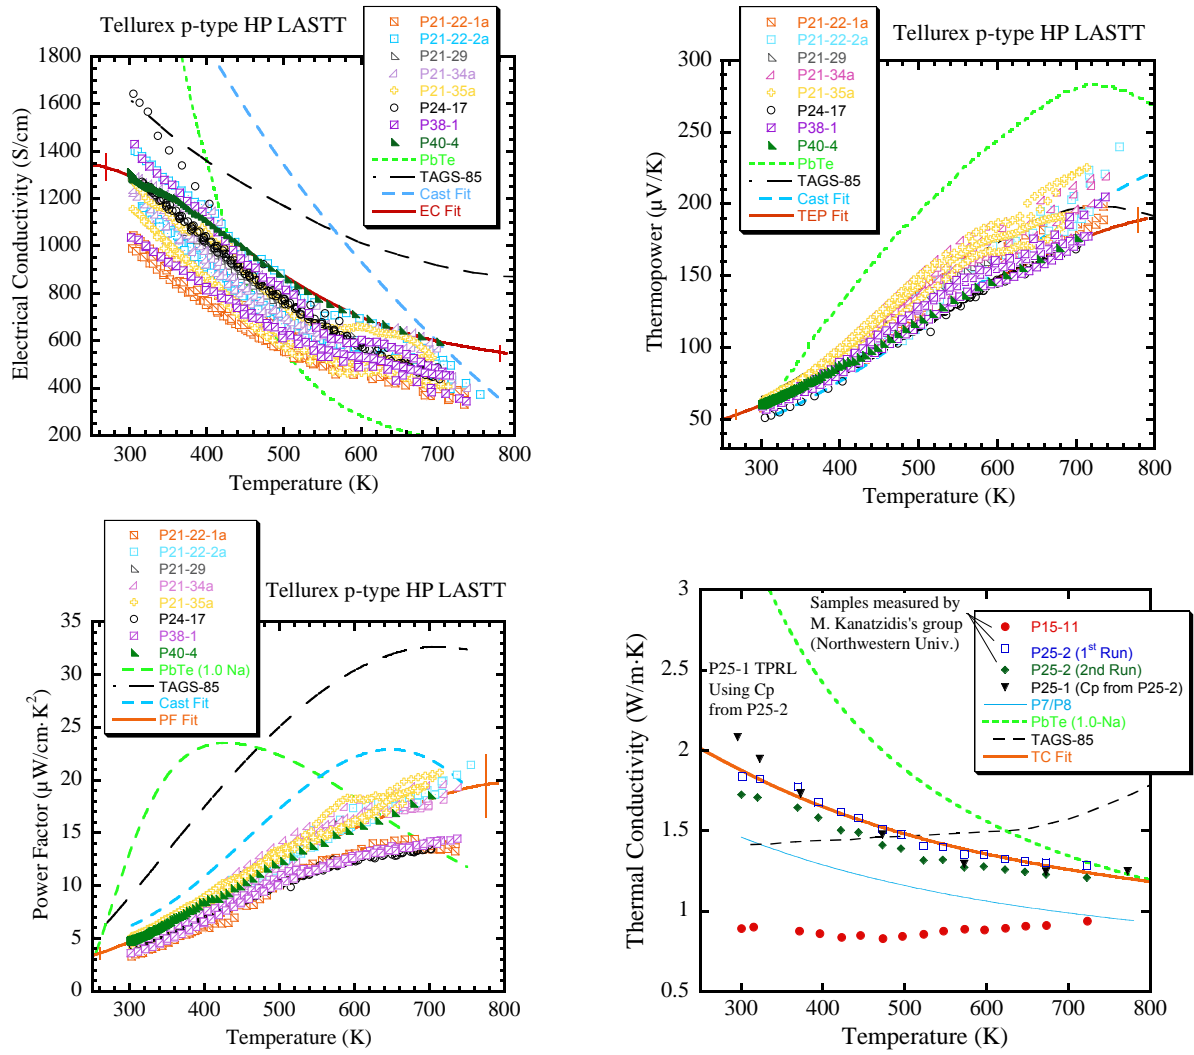 Tellurex p-type HP LASTT
P21-22-1a
P21-22-2a
P21-29
P21-34a
P21-35a
P24-17
P38-1
P40-4
PbTe
TAGS-85
Cast Fit
EC Fit
Electrical Conductivity (S/cm)
1800
1600
1400
1200
1000
800
600
400
200
300
400
500
600
700
800
Temperature (K)
Tellurex p-type HP LASTT
P21-22-1a
P21-22-2a
P21-29
P21-34a
P21-35a
P24-17
P38-1
P40-4
PbTe
TAGS-85
Cast Fit
TEP Fit
Thermopower (µV/K)
300
250
200
150
100
50
300
400
500
600
700
800
Temperature (K)
P21-22-1a
P21-22-2a
P21-29
P21-34a
P21-35a
P24-17
P38-1
P40-4
PbTe (1.0 Na)
TAGS-85
Cast Fit
PF Fit
Tellurex p-type HP LASTT
Power Factor (µW/cm·K²)
35
30
25
20
15
10
5
0
300
400
500
600
700
800
Temperature (K)
Samples measured by
M. Kanatzidis's group
(Northwestern Univ.)
P25-1 TPRL
Using Cp
from P25-2
P15-11
P25-2 (1st Run)
P25-2 (2nd Run)
P25-1 (Cp from P25-2)
P7/P8
PbTe (1.0-Na)
TAGS-85
TC Fit
Thermal Conductivity (W/m·K)
3
2.5
2
1.5
1
0.5
300
400
500
600
700
800
Temperature (K)